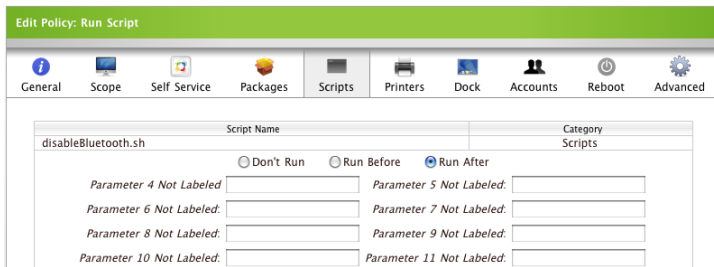 Edit Policy: Run Script
General Scope Self Service Packages Scripts Printers Dock Accounts Reboot Advanced
Script Name Category
disableBluetooth.sh Scripts
Don't Run Run Before Run After
Parameter 4 Not Labeled Parameter 5 Not Labeled:
Parameter 6 Not Labeled: Parameter 7 Not Labeled:
Parameter 8 Not Labeled: Parameter 9 Not Labeled:
Parameter 10 Not Labeled: Parameter 11 Not Labeled: